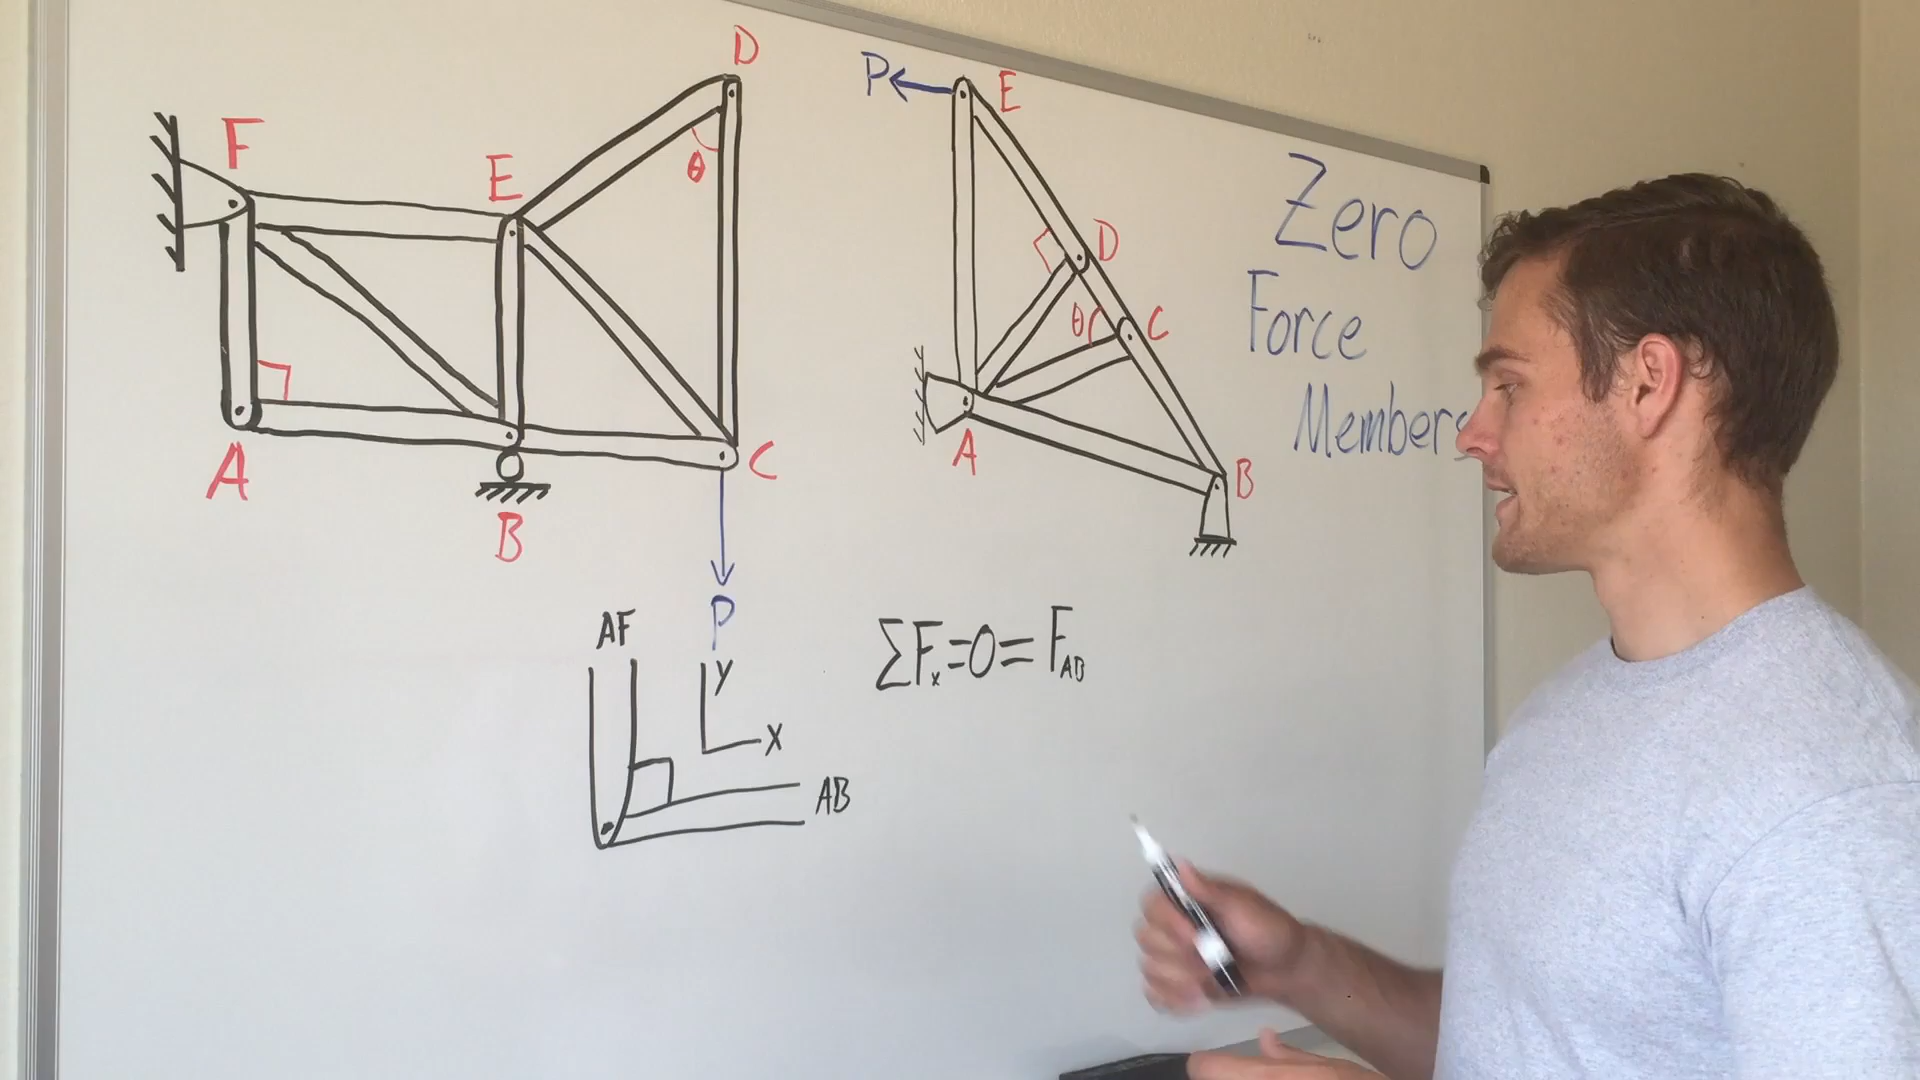 D
F
E
θ
A
B
C
P
P
E
D
θ
C
A
B
Zero
Force
Members
AF
y
x
AB
ΣFx=0=FAB